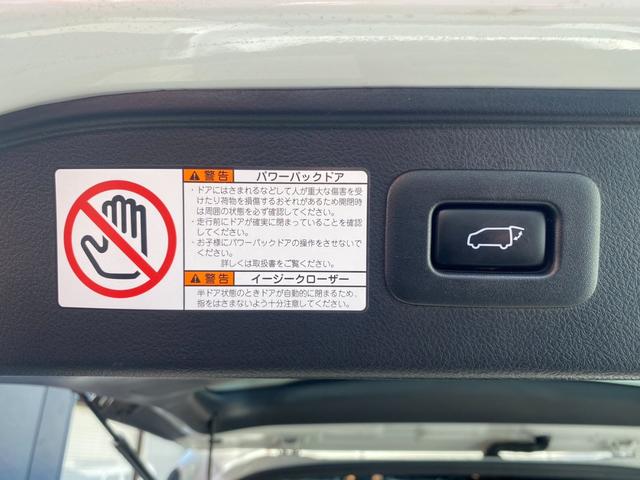 警告 パワーバックドア
・ドアにはさまれるなどして人が重大な傷害を受
けたり荷物を損傷するおそれがあるため開閉時
は周囲の状態を必ず確認してください。
・走行前にドアが確実に閉まっていることを確認
してください。
・お子様にパワーバックドアの操作をさせないで
ください。
詳しくは取扱書をご覧ください。
警告 イージークローザー
半ドア状態のときドアが自動的に閉まるため、
指をはさまないよう十分注意してください。